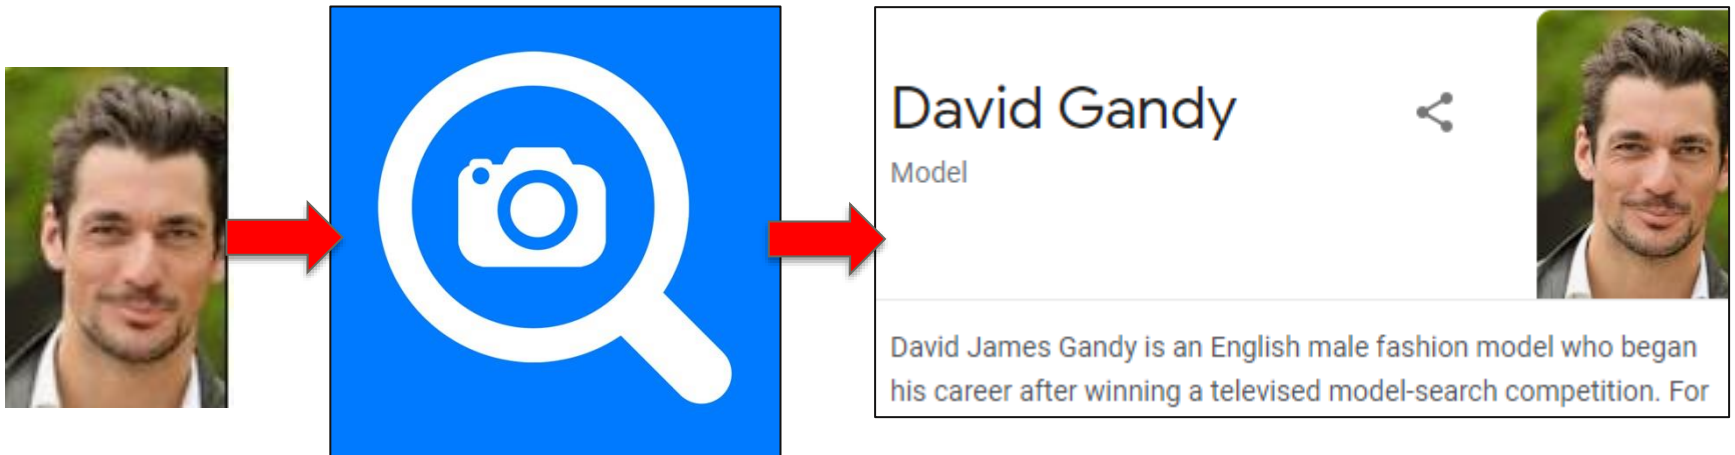 David Gandy
Model
David James Gandy is an English male fashion model who began
his career after winning a televised model-search competition. For